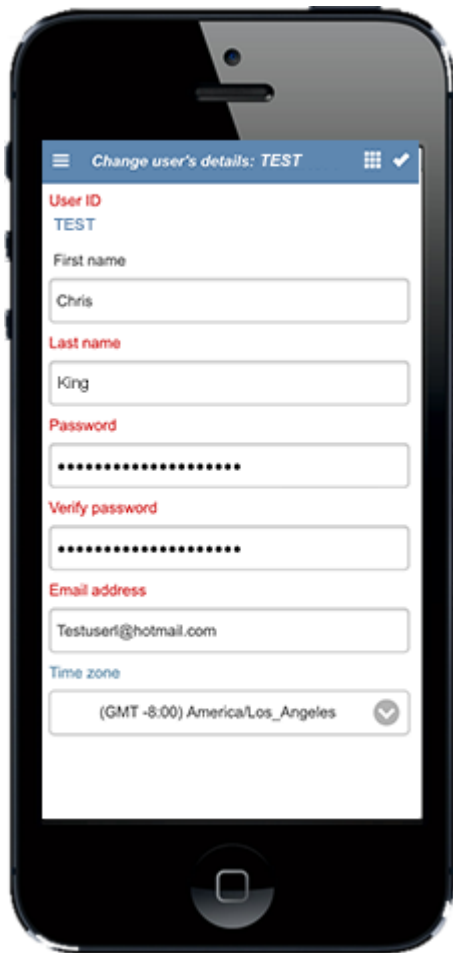 Change user's details: TEST
User ID
TEST
First name
Chris
Last name
King
Password
••••••••••••••••••••
Verify password
••••••••••••••••••••
Email address
Testuserl@hotmail.com
Time zone
(GMT -8:00) America/Los_Angeles